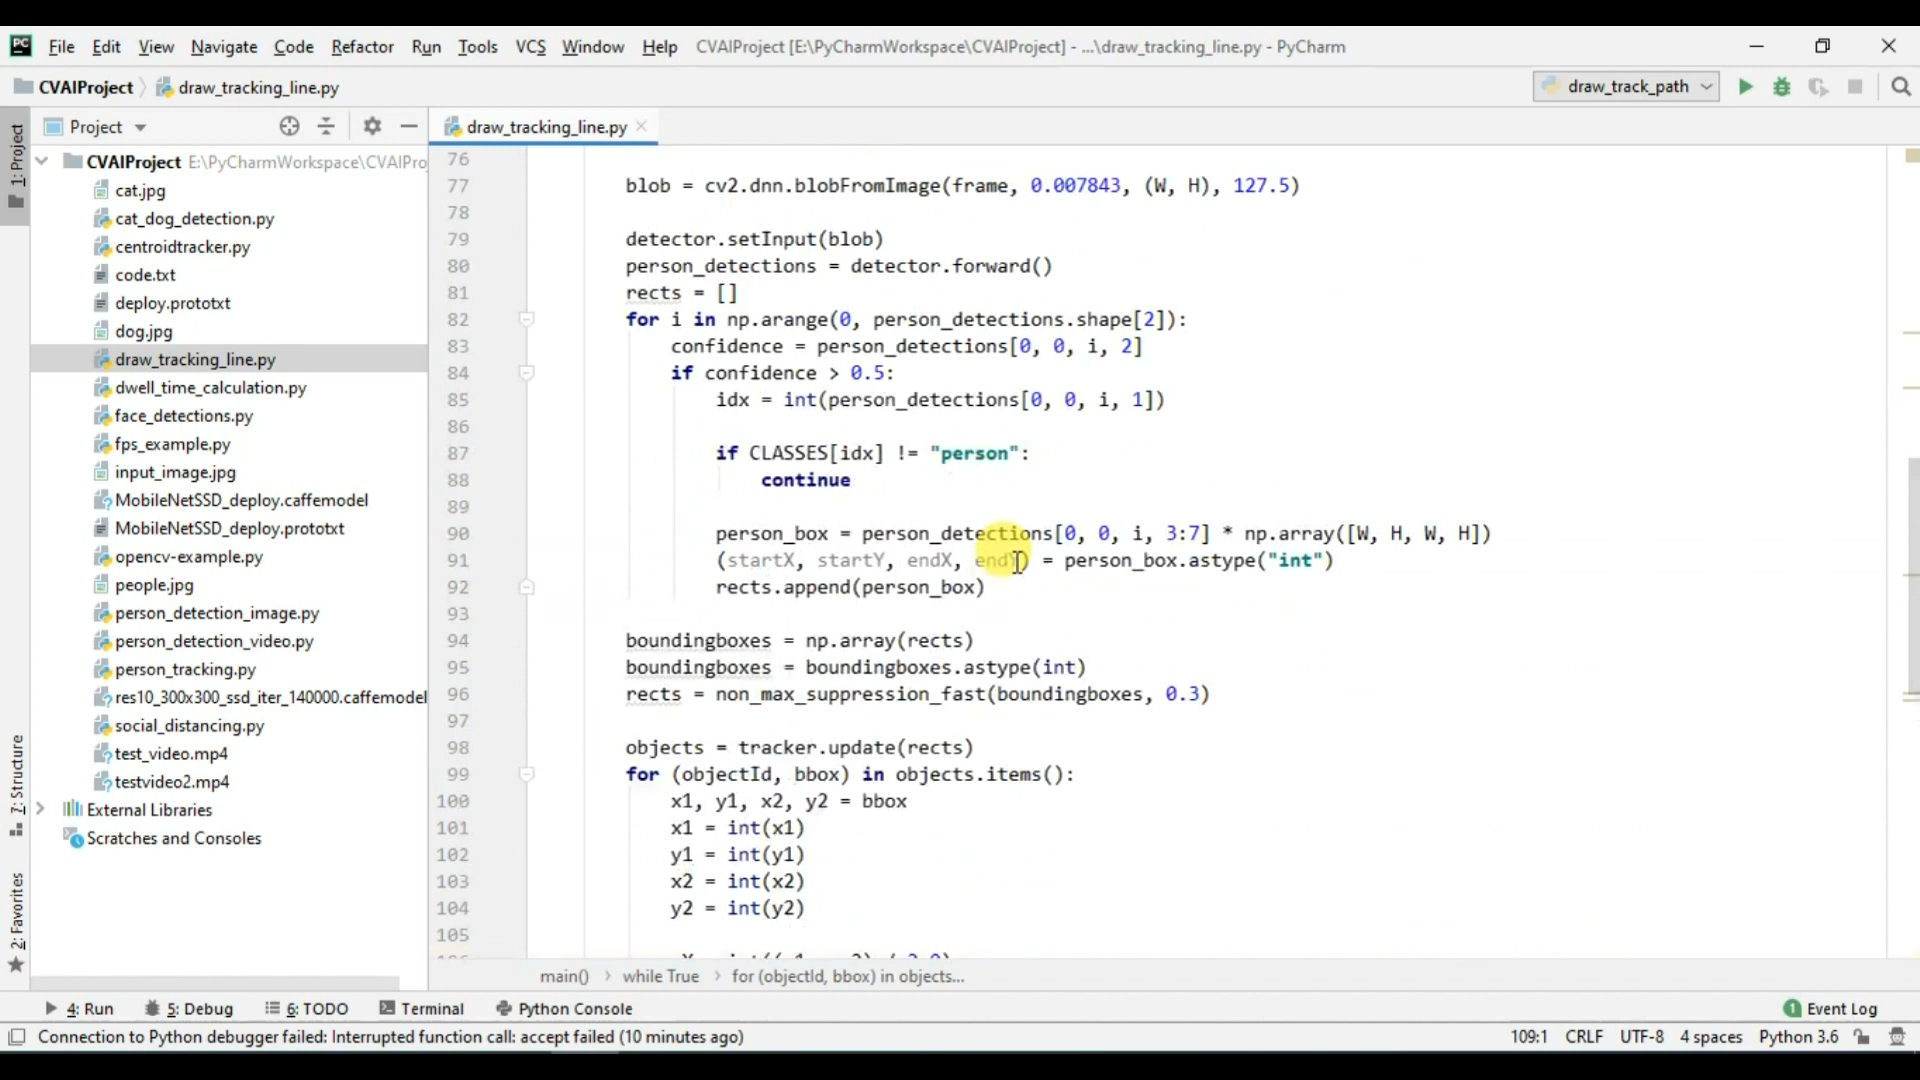 PC File Edit View Navigate Code Refactor Run Tools VCS Window Help CVAIProject [E:\PyCharmWorkspace\CVAIProject] - ...\draw_tracking_line.py - PyCharm
CVAIProject draw_tracking_line.py draw_track_path
Project
draw_tracking_line.py
1: Project
7: Structure
2: Favorites
CVAIProject E:\PyCharmWorkspace\CVAIPro
cat.jpg
cat_dog_detection.py
centroidtracker.py
code.txt
deploy.prototxt
dog.jpg
draw_tracking_line.py
dwell_time_calculation.py
face_detections.py
fps_example.py
input_image.jpg
MobileNetSSD_deploy.caffemodel
MobileNetSSD_deploy.prototxt
opencv-example.py
people.jpg
person_detection_image.py
person_detection_video.py
person_tracking.py
res10_300x300_ssd_iter_140000.caffemodel
social_distancing.py
test_video.mp4
testvideo2.mp4
External Libraries
Scratches and Consoles
76
77 blob = cv2.dnn.blobFromImage(frame, 0.007843, (W, H), 127.5)
78
79 detector.setInput(blob)
80 person_detections = detector.forward()
81 rects = []
82 for i in np.arange(0, person_detections.shape[2]):
83 confidence = person_detections[0, 0, i, 2]
84 if confidence > 0.5:
85 idx = int(person_detections[0, 0, i, 1])
86
87 if CLASSES[idx] != "person":
88 continue
89
90 person_box = person_detections[0, 0, i, 3:7] * np.array([W, H, W, H])
91 (startX, startY, endX, endY) = person_box.astype("int")
92 rects.append(person_box)
93
94 boundingboxes = np.array(rects)
95 boundingboxes = boundingboxes.astype(int)
96 rects = non_max_suppression_fast(boundingboxes, 0.3)
97
98 objects = tracker.update(rects)
99 for (objectId, bbox) in objects.items():
100 x1, y1, x2, y2 = bbox
101 x1 = int(x1)
102 y1 = int(y1)
103 x2 = int(x2)
104 y2 = int(y2)
105
main() while True for (objectId, bbox) in objects...
4: Run 5: Debug 6: TODO Terminal Python Console 1 Event Log
Connection to Python debugger failed: Interrupted function call: accept failed (10 minutes ago) 109:1 CRLF UTF-8 4 spaces Python 3.6